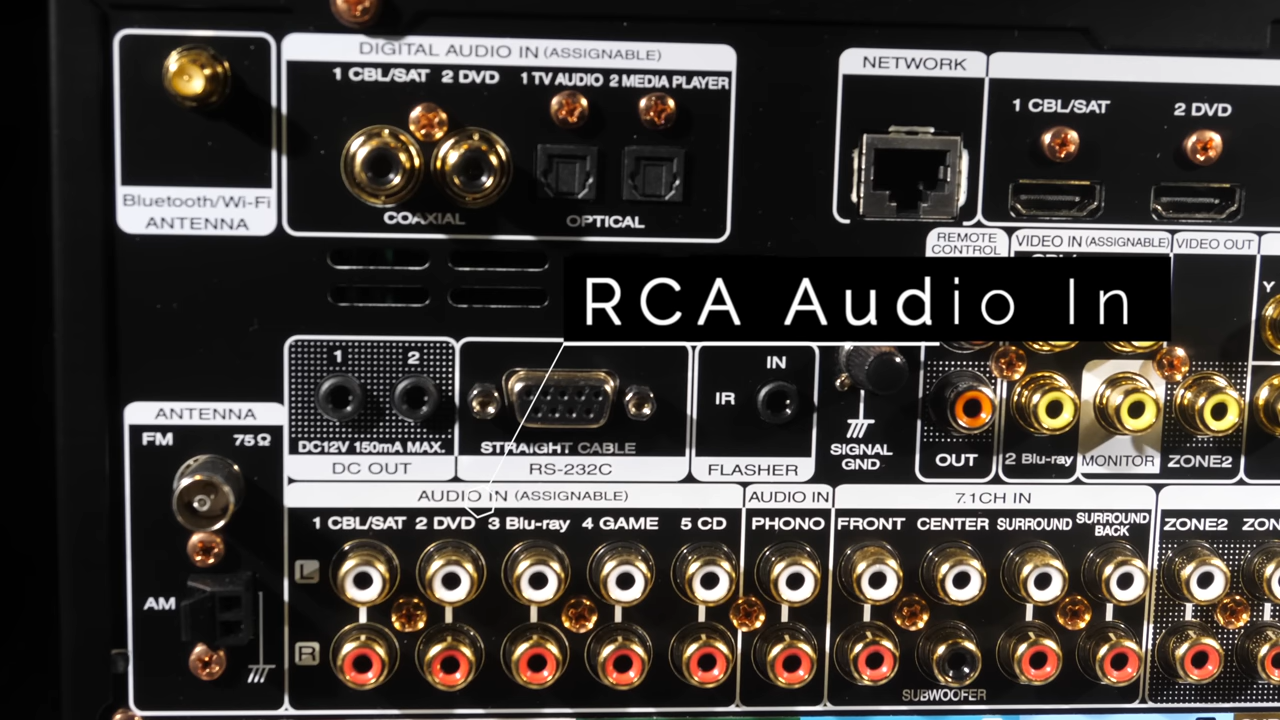 DIGITAL AUDIO IN (ASSIGNABLE)
1 CBL/SAT 2 DVD 1 TV AUDIO 2 MEDIA PLAYER
COAXIAL OPTICAL
Bluetooth/Wi-Fi
ANTENNA
NETWORK
1 CBL/SAT 2 DVD
REMOTE
CONTROL
VIDEO IN (ASSIGNABLE) VIDEO OUT
Y
RCA Audio In
1 2
DC12V 150mA MAX.
DC OUT
STRAIGHT CABLE
RS-232C
IN
IR
FLASHER
SIGNAL
GND
OUT 2 Blu-ray MONITOR ZONE2
ANTENNA
FM 75Ω
AM
AUDIO IN (ASSIGNABLE)
1 CBL/SAT 2 DVD 3 Blu-ray 4 GAME 5 CD
L
R
AUDIO IN
PHONO
7.1CH IN
FRONT CENTER SURROUND SURROUND
BACK
SUBWOOFER
ZONE2